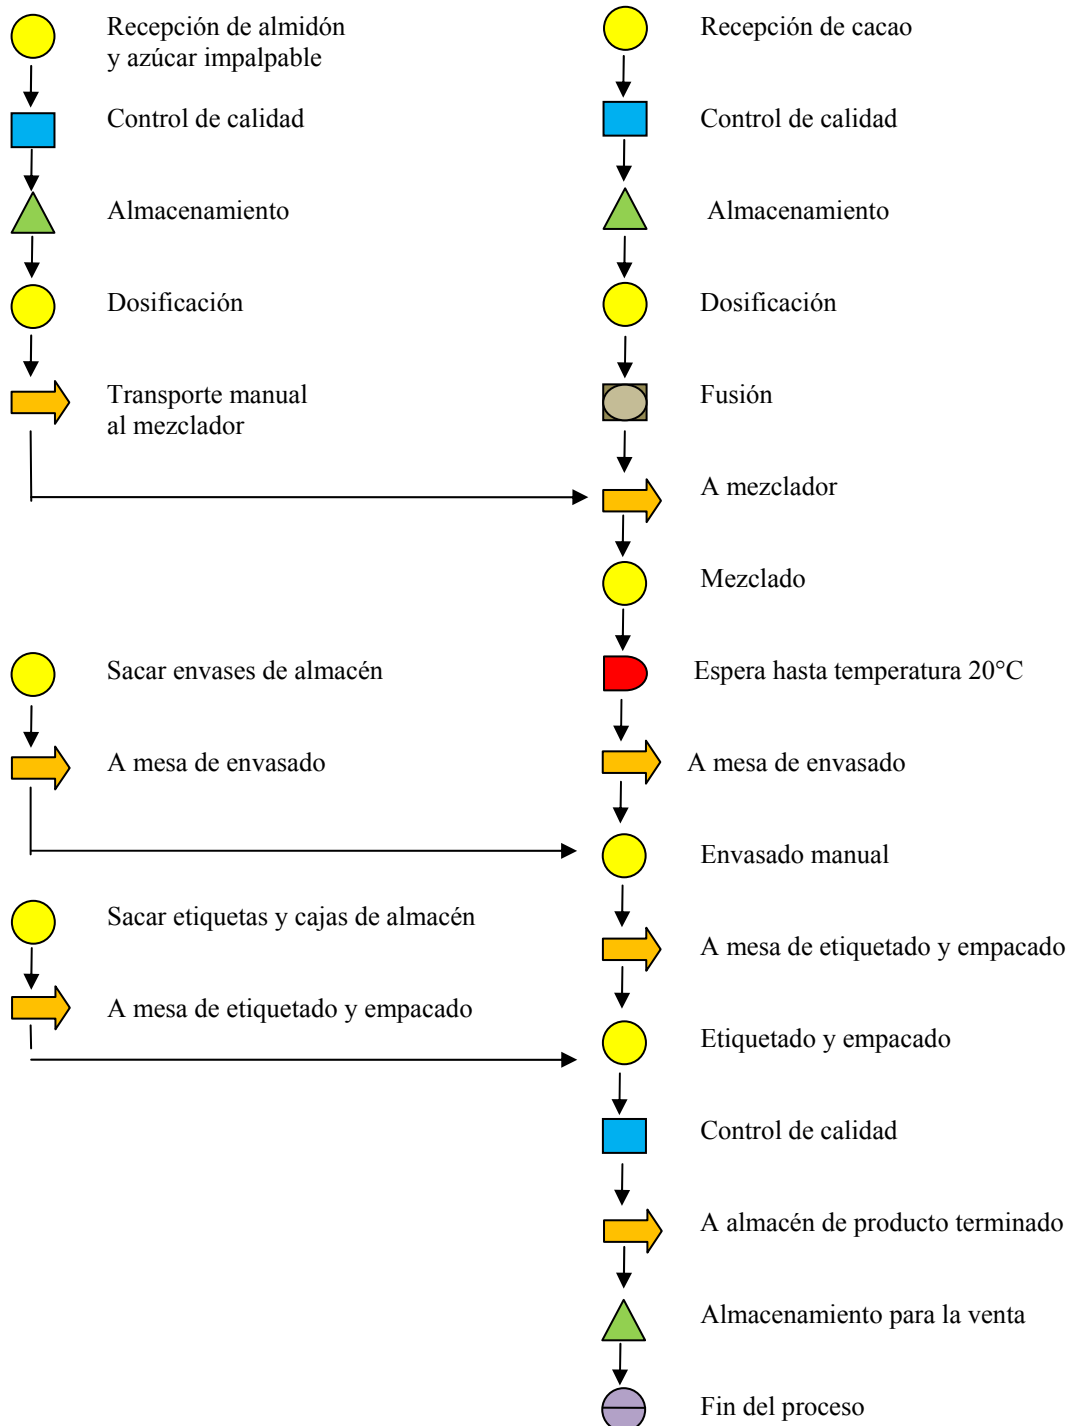 Recepción de almidón
y azúcar impalpable
Control de calidad
Almacenamiento
Dosificación
Transporte manual
al mezclador
Sacar envases de almacén
A mesa de envasado
Sacar etiquetas y cajas de almacén
A mesa de etiquetado y empacado
Recepción de cacao
Control de calidad
Almacenamiento
Dosificación
Fusión
A mezclador
Mezclado
Espera hasta temperatura 20°C
A mesa de envasado
Envasado manual
A mesa de etiquetado y empacado
Etiquetado y empacado
Control de calidad
A almacén de producto terminado
Almacenamiento para la venta
Fin del proceso